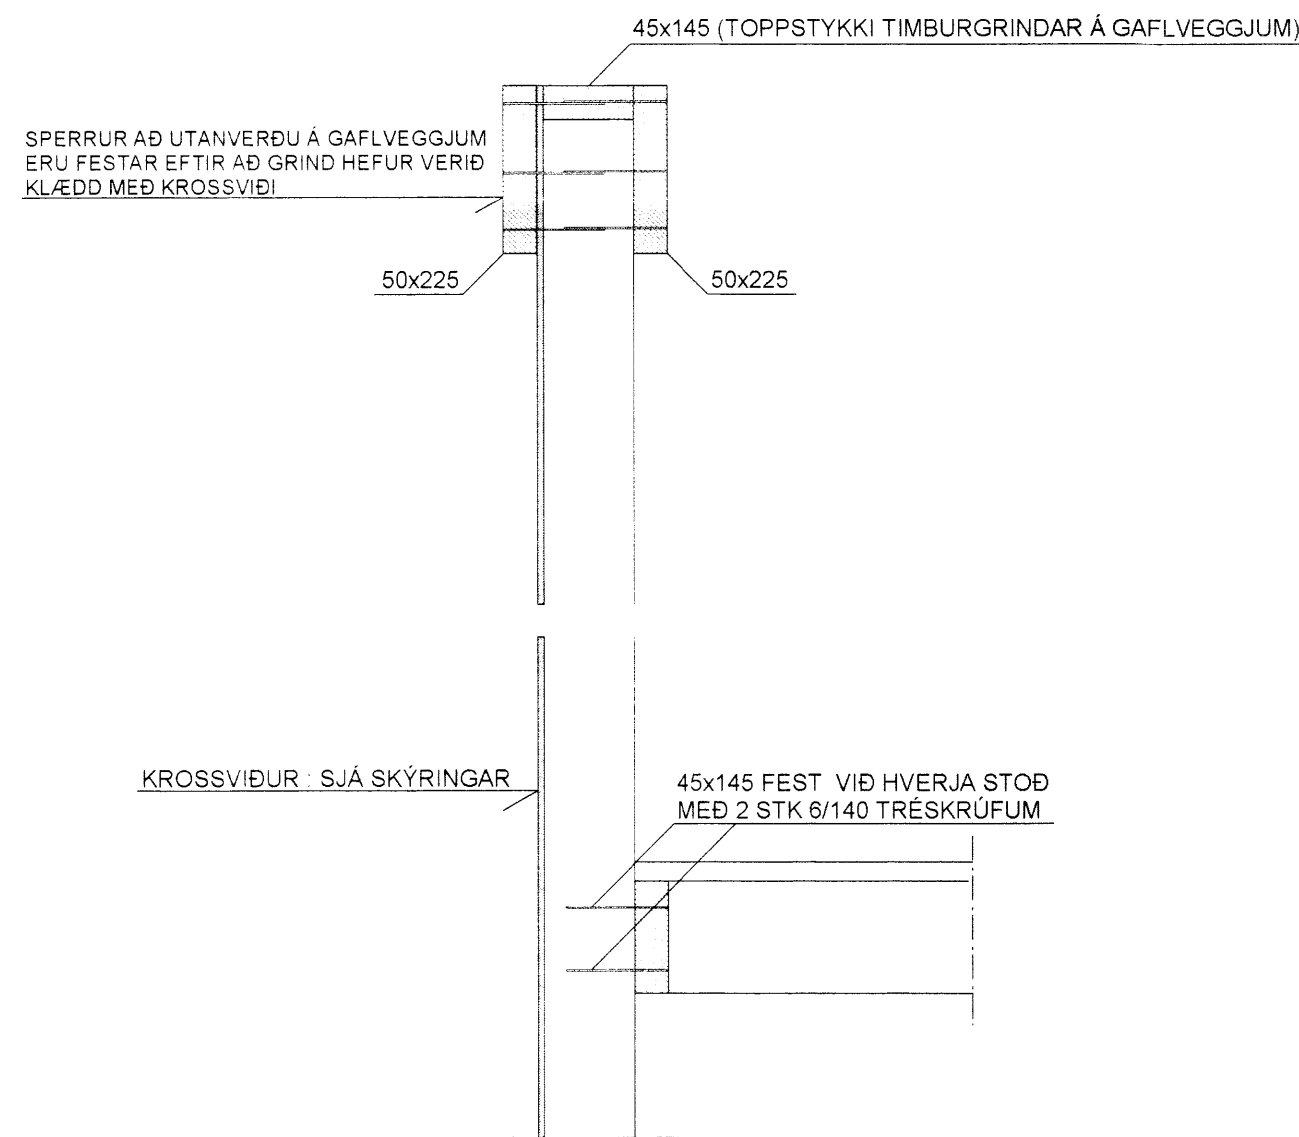 45x145 (TOPPSTYKKI TIMBURGRINDAR Á GAFLVEGGJUM)
SPERRUR AÐ UTANVERÐU Á GAFLVEGGJUM
ERU FESTAR EFTIR AÐ GRIND HEFUR VERIÐ
KLÆDD MEÐ KROSSVIÐI
50x225
50x225
KROSSVIÐUR : SJÁ SKÝRINGAR
45x145 FEST VIÐ HVERJA STOÐ
MEÐ 2 STK 6/140 TRÉSKRÚFUM